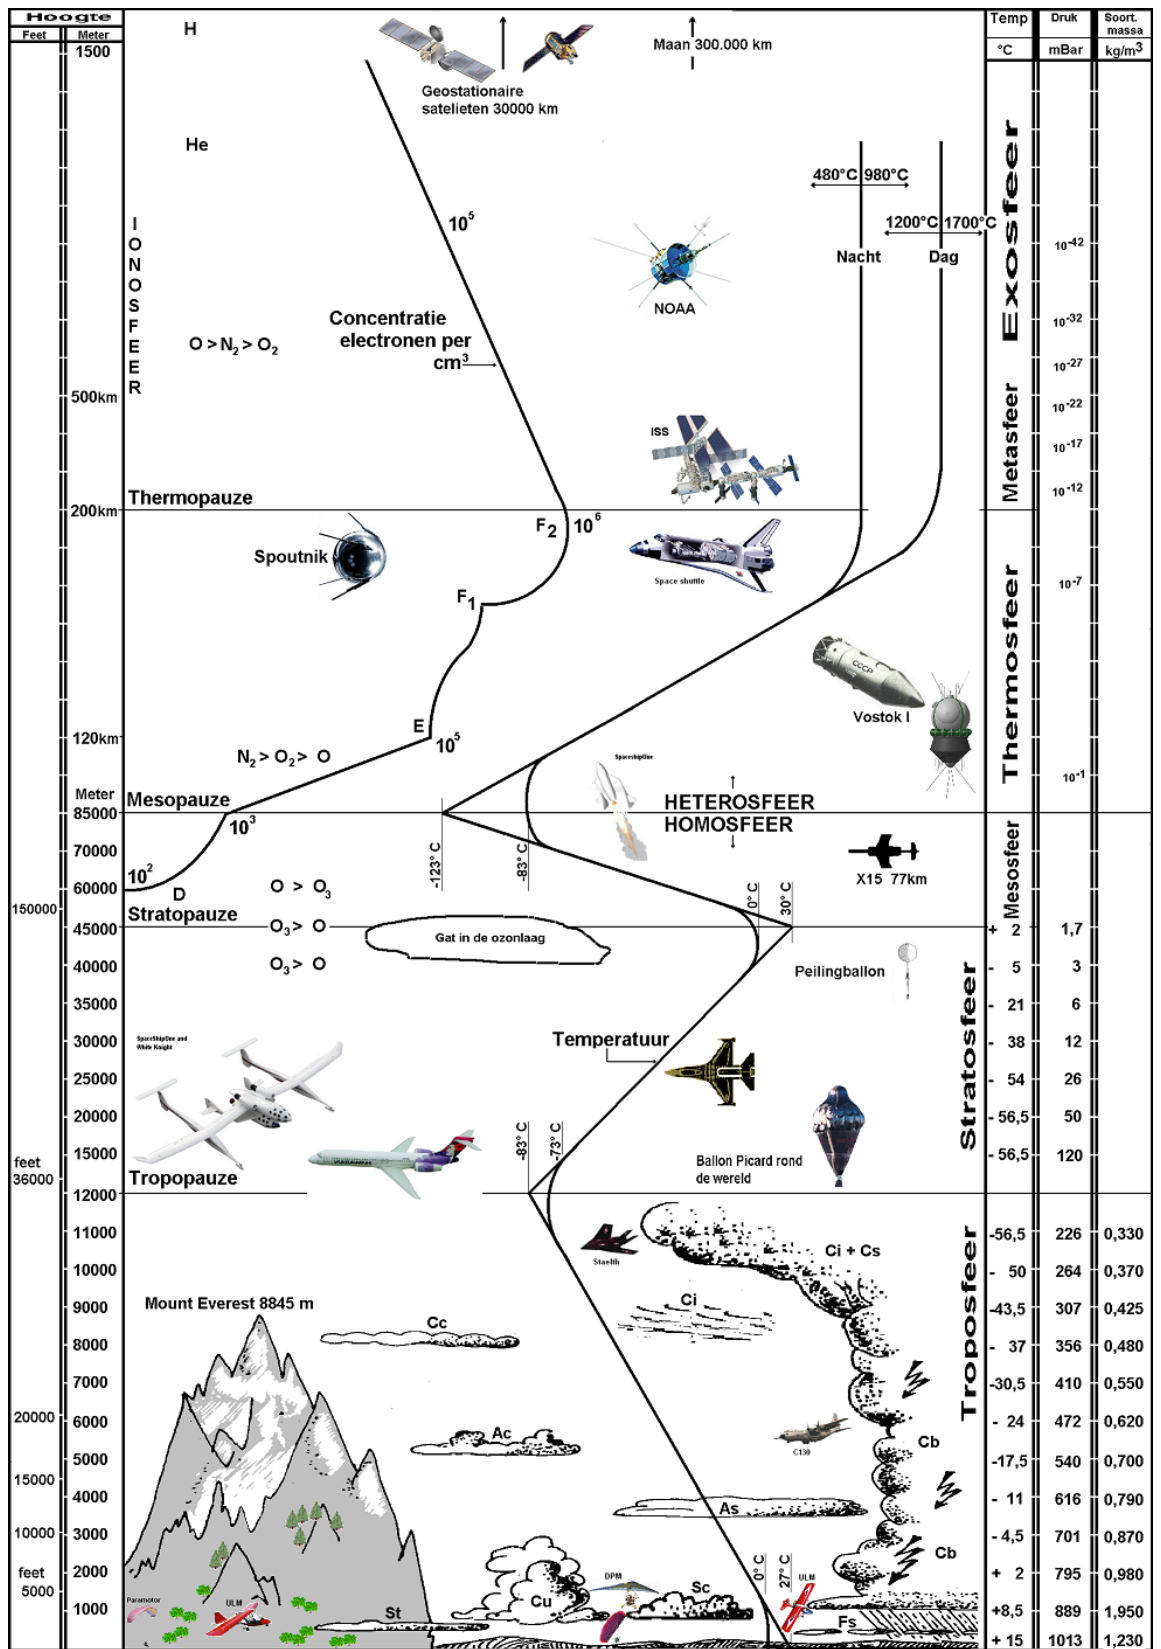 Hoogte
Feet Meter
Temp Druk Soort. massa
°C mBar kg/m³
1500
H
Geostationaire
satelieten 30000 km
Maan 300.000 km
He
480°C 980°C
1200°C 1700°C
Nacht Dag
IONOSFEER
10⁵
NOAA
Concentratie
electronen per
cm³
O > N₂ > O₂
Exosfeer
10⁻⁴²
10⁻³²
10⁻²⁷
500km
10⁻²²
ISS
Metasfeer
10⁻¹⁷
10⁻¹²
Thermopauze
200km
F₂ 10⁶
Spoutnik
Space shuttle
F₁
10⁻⁷
Thermosfeer
CCCP
Vostok I
E
120km
10⁵
N₂ > O₂ > O
SpaceshipOne
10⁻¹
Meter
Mesopauze
85000
HETEROSFEER
HOMOSFEER
10³
70000
-123° C
-83° C
X15 77km
Mesosfeer
10²
60000
D
O > O₃
0° C
30° C
150000
Stratopauze
45000
O₃ > O
Gat in de ozonlaag
+ 2 1,7
40000
O₃ > O
Peilingballon
- 5 3
35000
- 21 6
Stratosfeer
SpaceShipOne and
White Knight
30000
Temperatuur
- 38 12
25000
- 54 26
20000
- 56,5 50
-83° C
-73° C
feet
36000
15000
Ballon Picard rond
de wereld
- 56,5 120
Tropopauze
12000
Troposfeer
11000
Staelth
Ci + Cs
-56,5 226 0,330
10000
- 50 264 0,370
Mount Everest 8845 m
9000
Ci
-43,5 307 0,425
Cc
8000
- 37 356 0,480
7000
-30,5 410 0,550
20000
6000
- 24 472 0,620
Ac
C130
Cb
5000
-17,5 540 0,700
15000
4000
- 11 616 0,790
As
10000
3000
- 4,5 701 0,870
Cb
feet
5000
2000
0° C
27° C
+ 2 795 0,980
Paramotor
ULM
DPM
ULM
Cu
Sc
1000
+8,5 889 1,950
St
Fs
+ 15 1013 1,230